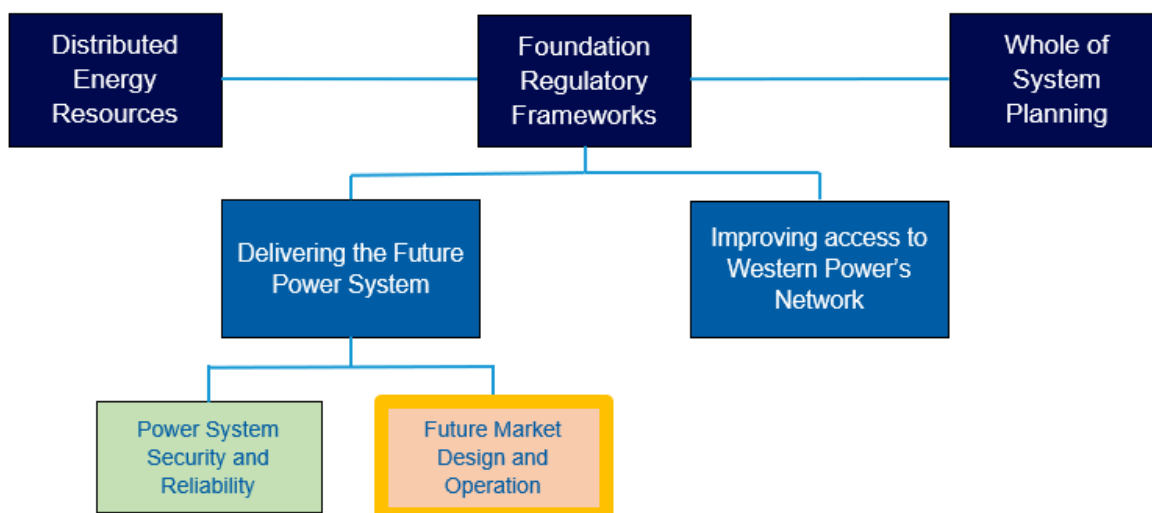 Distributed
Energy
Resources
Foundation
Regulatory
Frameworks
Whole of
System
Planning
Delivering the Future
Power System
Improving access to
Western Power's
Network
Power System
Security and
Reliability
Future Market
Design and
Operation